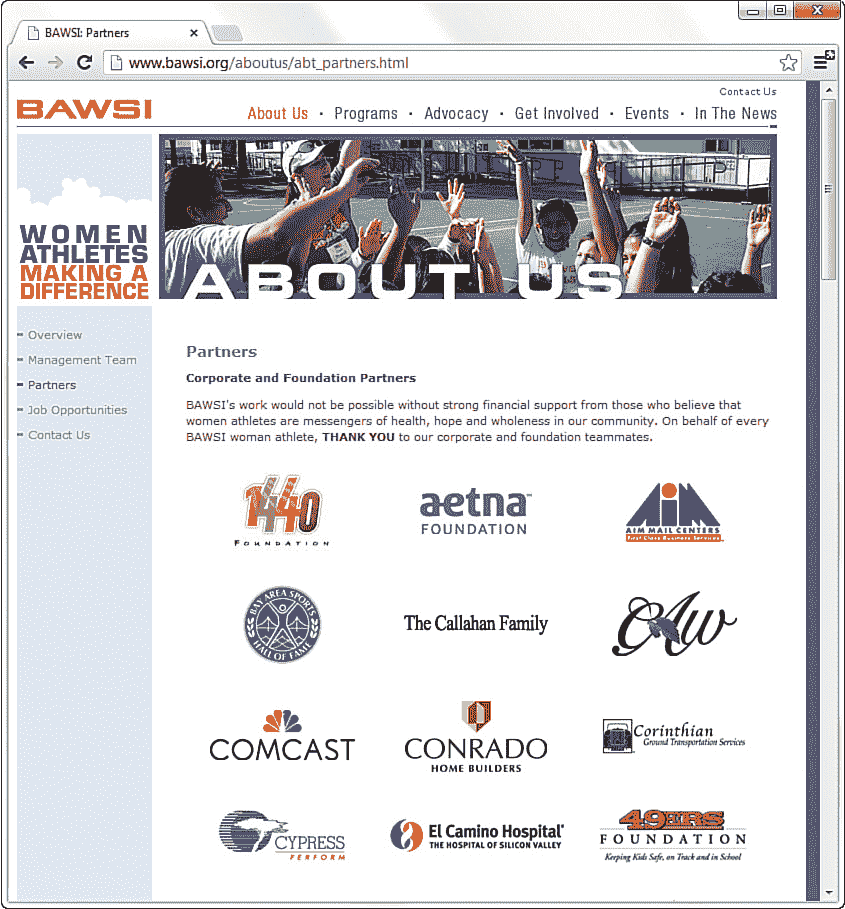 BAWSI: Partners
www.bawsi.org/aboutus/abt_partners.html
Contact Us
BAWSI
About Us · Programs · Advocacy · Get Involved · Events · In The News
WOMEN
ATHLETES
MAKING A
DIFFERENCE
ABOUT US
Overview
Management Team
Partners
Job Opportunities
Contact Us
Partners
Corporate and Foundation Partners
BAWSI's work would not be possible without strong financial support from those who believe that
women athletes are messengers of health, hope and wholeness in our community. On behalf of every
BAWSI woman athlete, THANK YOU to our corporate and foundation teammates.
1440
FOUNDATION
aetna™
FOUNDATION
AIM
AIM MAIL CENTERS
First Class Business Services
BAY AREA SPORTS
HALL OF FAME
The Callahan Family
CAW
COMCAST
CONRADO
HOME BUILDERS
Corinthian
Ground Transportation Services
CYPRESS
PERFORM
El Camino Hospital®
THE HOSPITAL OF SILICON VALLEY
49ERS
FOUNDATION
Keeping Kids Safe, on Track and in School